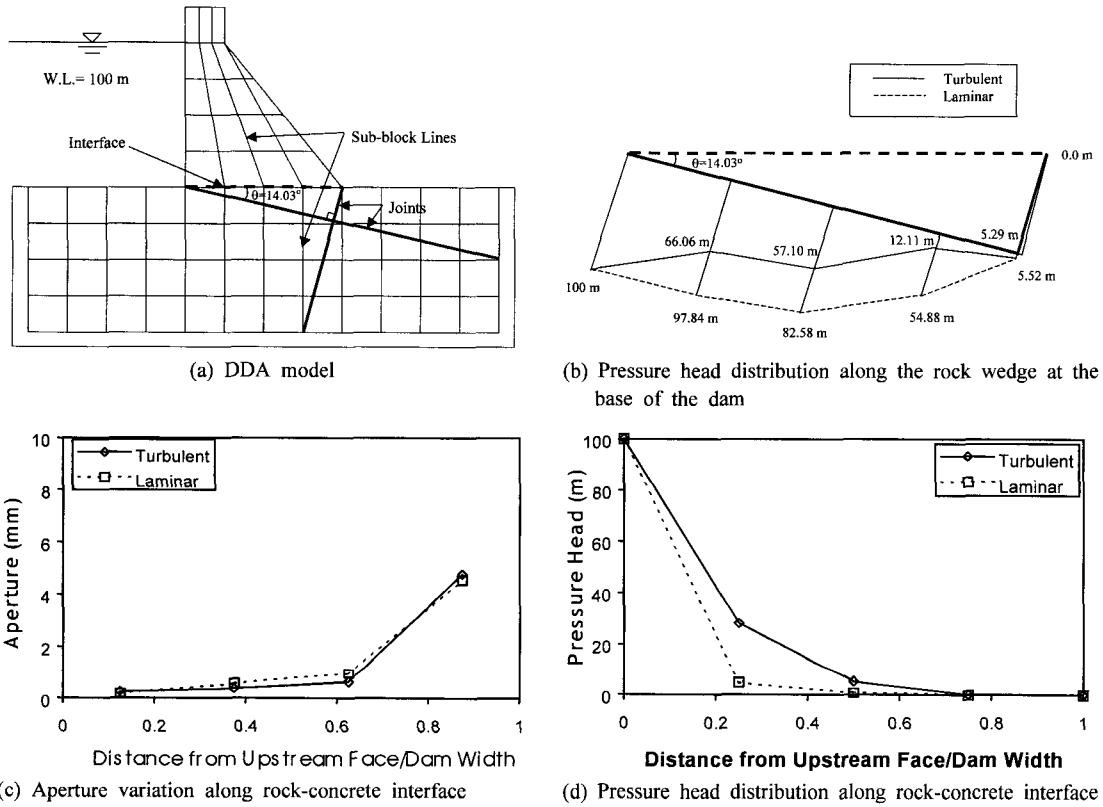 W.L.= 100 m
Interface
Sub-block Lines
θ=14.03°
Joints
(a) DDA model
Turbulent
Laminar
θ=14.03°
0.0 m
66.06 m
57.10 m
12.11 m
5.29 m
100 m
5.52 m
97.84 m
82.58 m
54.88 m
(b) Pressure head distribution along the rock wedge at the
base of the dam
Aperture (mm)
10
8
6
4
2
0
Turbulent
Laminar
0 0.2 0.4 0.6 0.8 1
Distance from Upstream Face/Dam Width
(c) Aperture variation along rock-concrete interface
Pressure Head (m)
100
80
60
40
20
0
Turbulent
Laminar
0 0.2 0.4 0.6 0.8 1
Distance from Upstream Face/Dam Width
(d) Pressure head distribution along rock-concrete interface